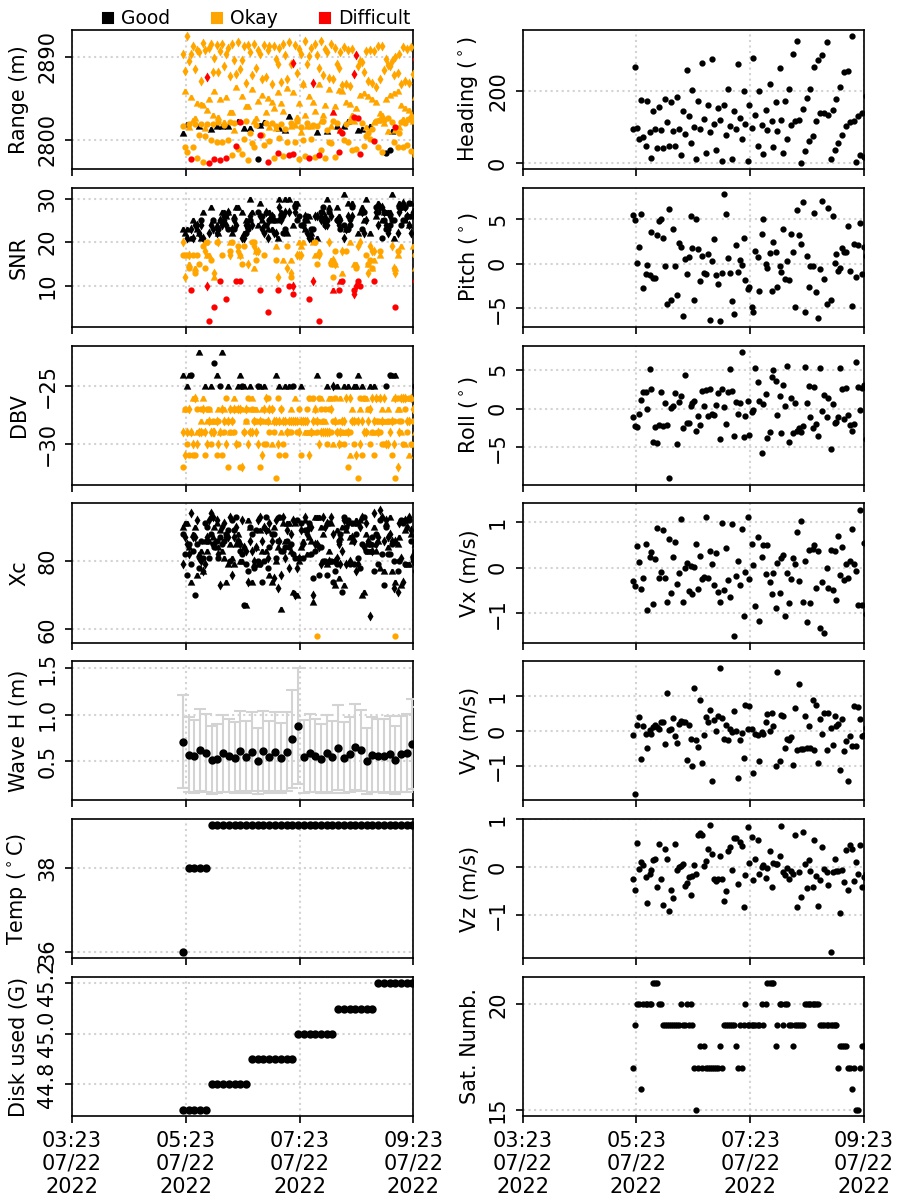 Good Okay Difficult
Range (m)
2890
2800
Heading (°)
200
0
SNR
30
20
10
Pitch (°)
5
0
−5
DBV
−25
−30
Roll (°)
5
0
−5
Xc
80
60
Vx (m/s)
1
0
−1
Wave H (m)
1.5
1.0
0.5
Vy (m/s)
1
0
−1
Temp (°C)
38
36
Vz (m/s)
1
0
−1
Disk used (G)
45.2
45.0
44.8
Sat. Numb.
20
15
03:23 05:23 07:23 09:23 03:23 05:23 07:23 09:23
07/22 07/22 07/22 07/22 07/22 07/22 07/22 07/22
2022 2022 2022 2022 2022 2022 2022 2022